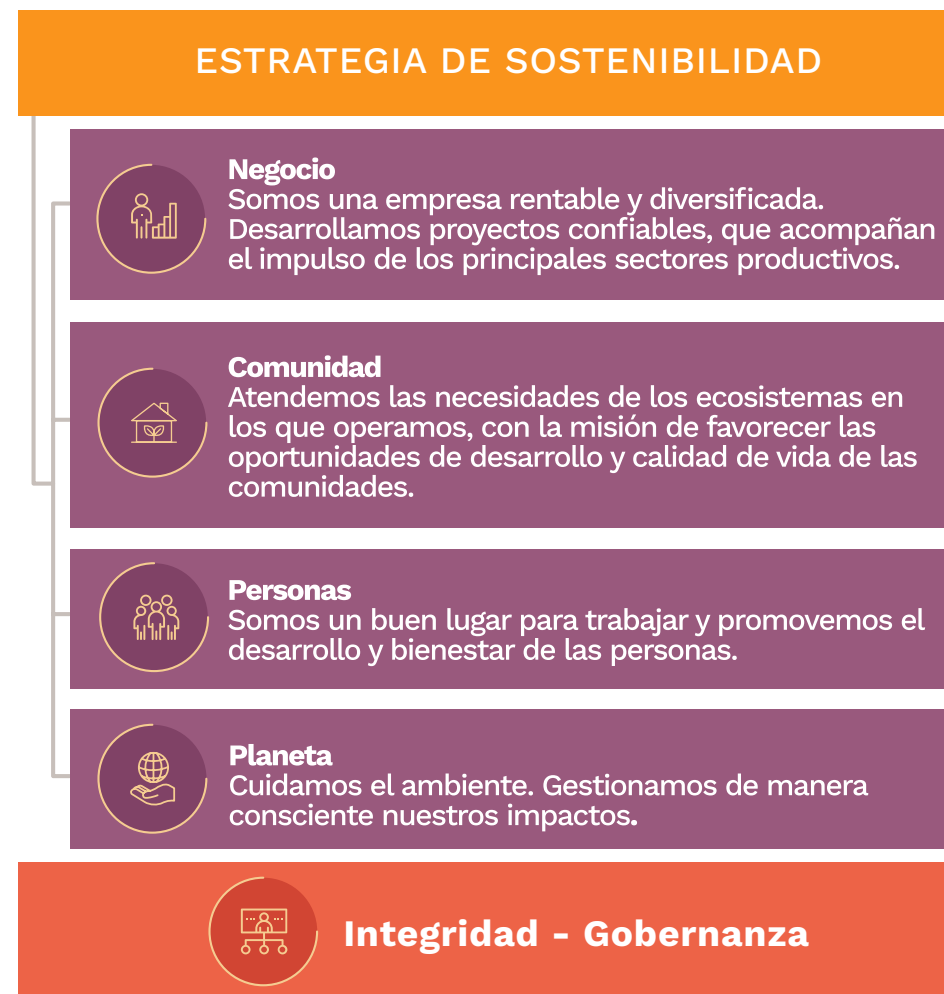 ESTRATEGIA DE SOSTENIBILIDAD
Negocio
Somos una empresa rentable y diversificada.
Desarrollamos proyectos confiables, que acompañan
el impulso de los principales sectores productivos.
Comunidad
Atendemos las necesidades de los ecosistemas en
los que operamos, con la misión de favorecer las
oportunidades de desarrollo y calidad de vida de las
comunidades.
Personas
Somos un buen lugar para trabajar y promovemos el
desarrollo y bienestar de las personas.
Planeta
Cuidamos el ambiente. Gestionamos de manera
consciente nuestros impactos.
Integridad - Gobernanza